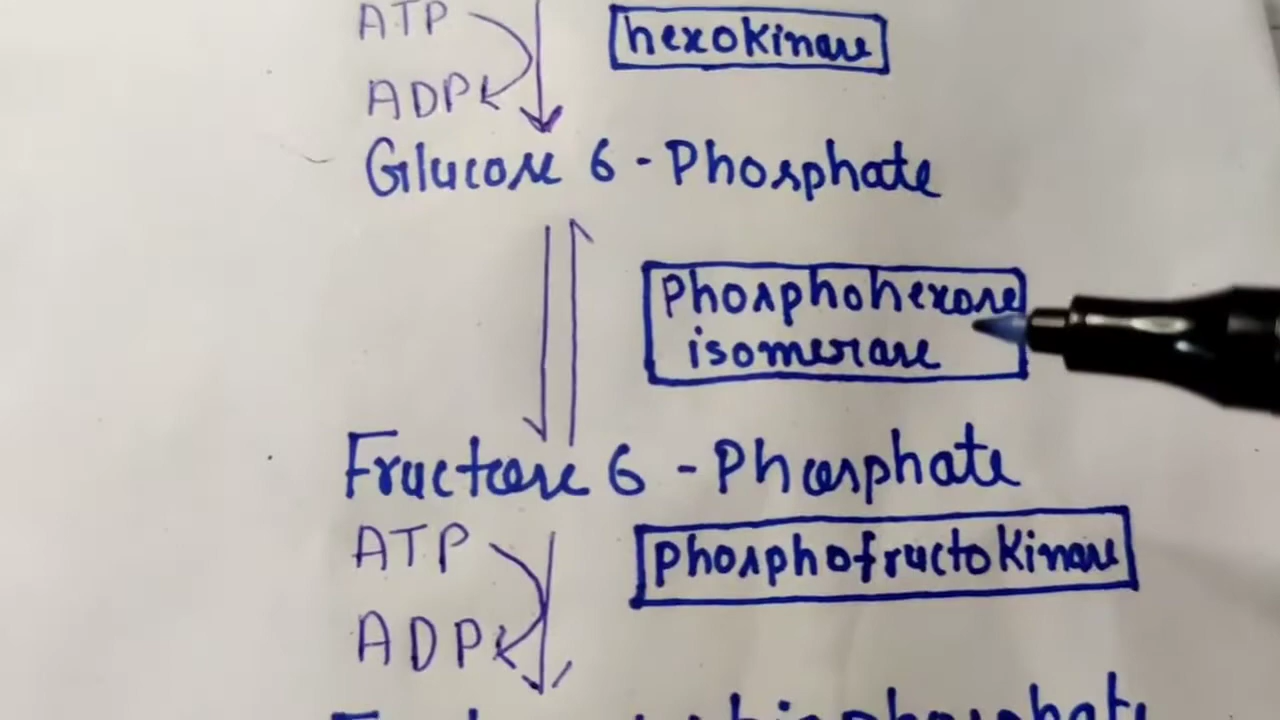 ATP
hexokinase
ADP
Glucose 6 - Phosphate
Phosphohexose
isomerase
Fructose 6 - Phosphate
ATP
Phosphofructokinase
ADP